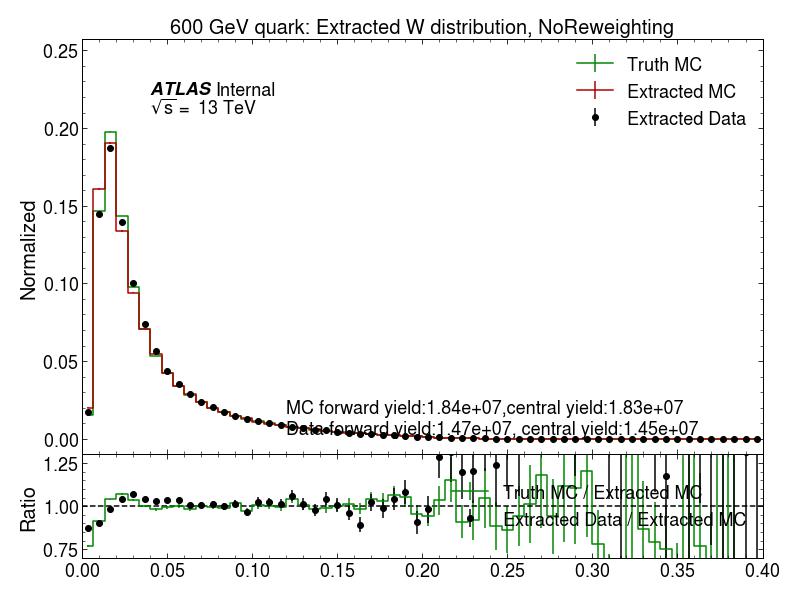 600 GeV quark: Extracted W distribution, NoReweighting
0.25
0.20
0.15
0.10
0.05
0.00
Normalized
ATLAS Internal
√s = 13 TeV
Truth MC
Extracted MC
Extracted Data
MC forward yield:1.84e+07,central yield:1.83e+07
Data forward yield:1.47e+07, central yield:1.45e+07
1.25
1.00
0.75
Ratio
Truth MC / Extracted MC
Extracted Data / Extracted MC
0.00 0.05 0.10 0.15 0.20 0.25 0.30 0.35 0.40